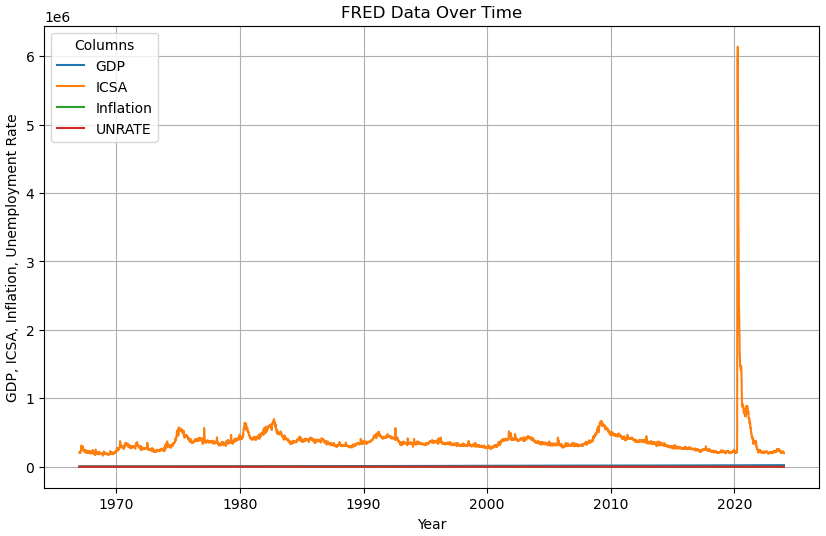 FRED Data Over Time
1e6
Columns
GDP
ICSA
Inflation
UNRATE
GDP, ICSA, Inflation, Unemployment Rate
6
5
4
3
2
1
0
1970 1980 1990 2000 2010 2020
Year